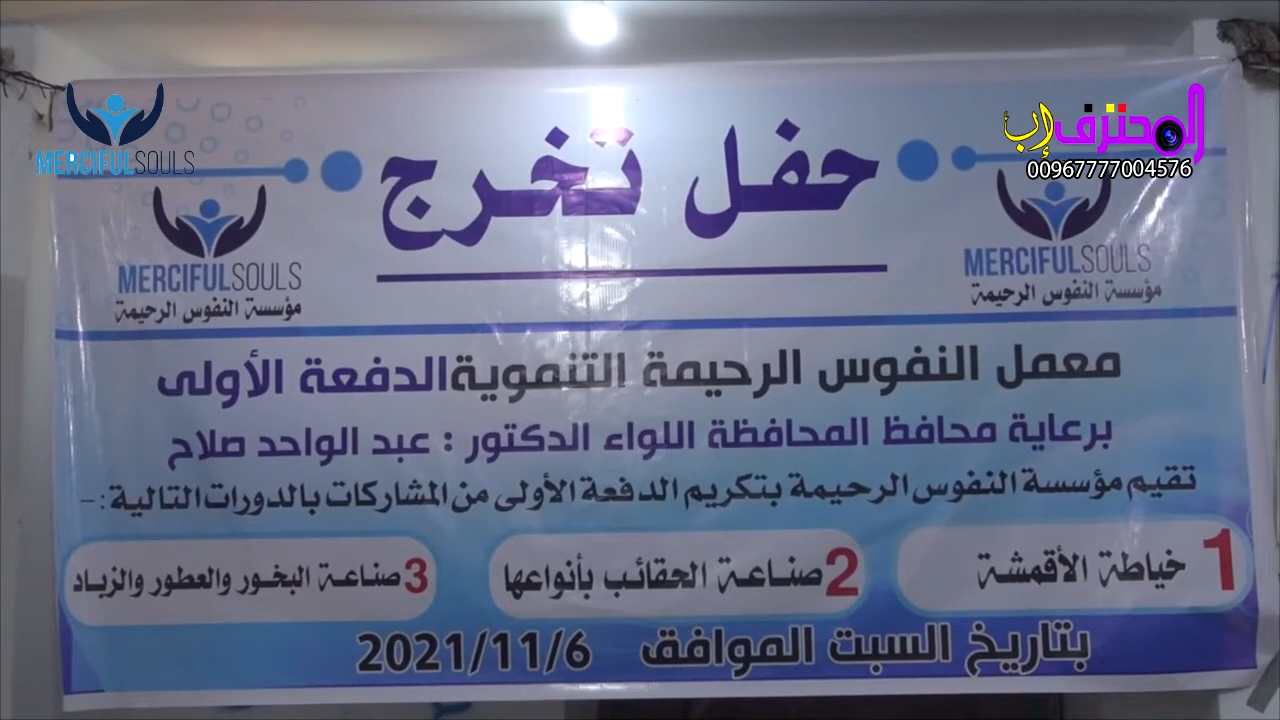 MERCIFULSOULS
المحترف إب
00967777004576
حفل تخرج
MERCIFULSOULS
مؤسسة النفوس الرحيمة
MERCIFULSOULS
مؤسسة النفوس الرحيمة
معمل النفوس الرحيمة التنموية الدفعة الأولى
برعاية محافظ المحافظة اللواء الدكتور : عبد الواحد صلاح
تقيم مؤسسة النفوس الرحيمة بتكريم الدفعة الأولى من المشاركات بالدورات التالية :-
1 خياطة الأقمشة
2 صناعة الحقائب بأنواعها
3 صناعة البخور والعطور والزباد
بتاريخ السبت الموافق 2021/11/6